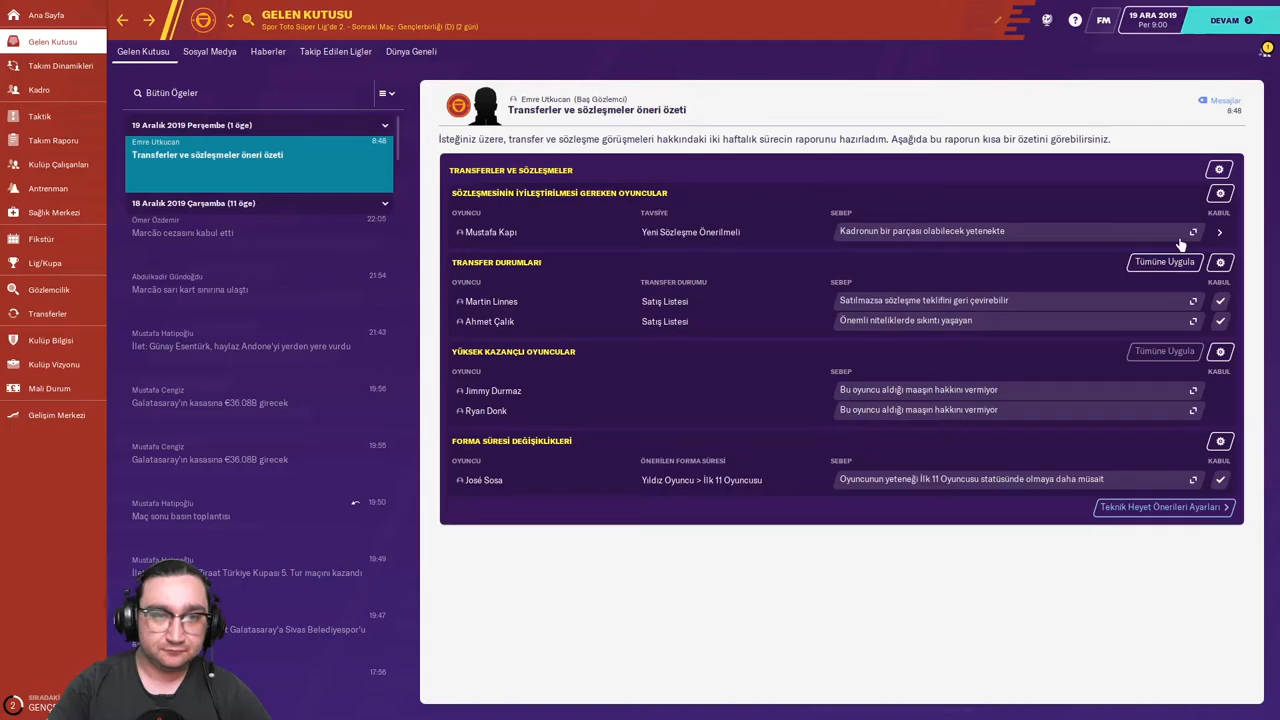 Ana Sayfa
Gelen Kutusu
Takım Dinamikleri
Kadro
Taktik
Takım Raporu
Kulüp Çalışanları
Antrenman
Sağlık Merkezi
Fikstür
Lig/Kupa
Gözlemcilik
Transferler
Kulüp Bilgisi
Kulüp Vizyonu
Mali Durum
Gelişim Merkezi
SIRADAKİ
2
GENÇ
GELEN KUTUSU
Spor Toto Süper Lig'de 2. - Sonraki Maç: Gençlerbirliği (D) (2 gün)
FM
19 ARA 2019
Per 9:00
DEVAM
Gelen Kutusu
Sosyal Medya
Haberler
Takip Edilen Ligler
Dünya Geneli
Bütün Ögeler
19 Aralık 2019 Perşembe (1 öge)
Emre Utkucan 8:48
Transferler ve sözleşmeler öneri özeti
18 Aralık 2019 Çarşamba (11 öge)
Ömer Özdemir 22:05
Marcão cezasını kabul etti
Abdulkadir Gündoğdu 21:54
Marcão sarı kart sınırına ulaştı
Mustafa Hatipoğlu 21:43
İlet: Günay Esentürk, haylaz Andone'yi yerden yere vurdu
Mustafa Cengiz 19:56
Galatasaray'ın kasasına €36.08B girecek
Mustafa Cengiz 19:55
Galatasaray'ın kasasına €36.08B girecek
Mustafa Hatipoğlu 19:50
Maç sonu basın toplantısı
Mustafa Hatipoğlu 19:49
Ziraat Türkiye Kupası 5. Tur maçını kazandı
19:47
Galatasaray'a Sivas Belediyespor'u
17:56
Emre Utkucan (Baş Gözlemci)
Transferler ve sözleşmeler öneri özeti
Mesajlar
8:48
İsteğiniz üzere, transfer ve sözleşme görüşmeleri hakkındaki iki haftalık sürecin raporunu hazırladım. Aşağıda bu raporun kısa bir özetini görebilirsiniz.
TRANSFERLER VE SÖZLEŞMELER
SÖZLEŞMESİNİN İYİLEŞTİRİLMESİ GEREKEN OYUNCULAR
OYUNCU TAVSİYE SEBEP KABUL
Mustafa Kapı Yeni Sözleşme Önerilmeli Kadronun bir parçası olabilecek yetenekte
TRANSFER DURUMLARI Tümüne Uygula
OYUNCU TRANSFER DURUMU SEBEP KABUL
Martin Linnes Satış Listesi Satılmazsa sözleşme teklifini geri çevirebilir
Ahmet Çalık Satış Listesi Önemli niteliklerde sıkıntı yaşayan
YÜKSEK KAZANÇLI OYUNCULAR Tümüne Uygula
OYUNCU SEBEP KABUL
Jimmy Durmaz Bu oyuncu aldığı maaşın hakkını vermiyor
Ryan Donk Bu oyuncu aldığı maaşın hakkını vermiyor
FORMA SÜRESİ DEĞİŞİKLİKLERİ
OYUNCU ÖNERİLEN FORMA SÜRESİ SEBEP KABUL
José Sosa Yıldız Oyuncu > İlk 11 Oyuncusu Oyuncunun yeteneği İlk 11 Oyuncusu statüsünde olmaya daha müsait
Teknik Heyet Önerileri Ayarları